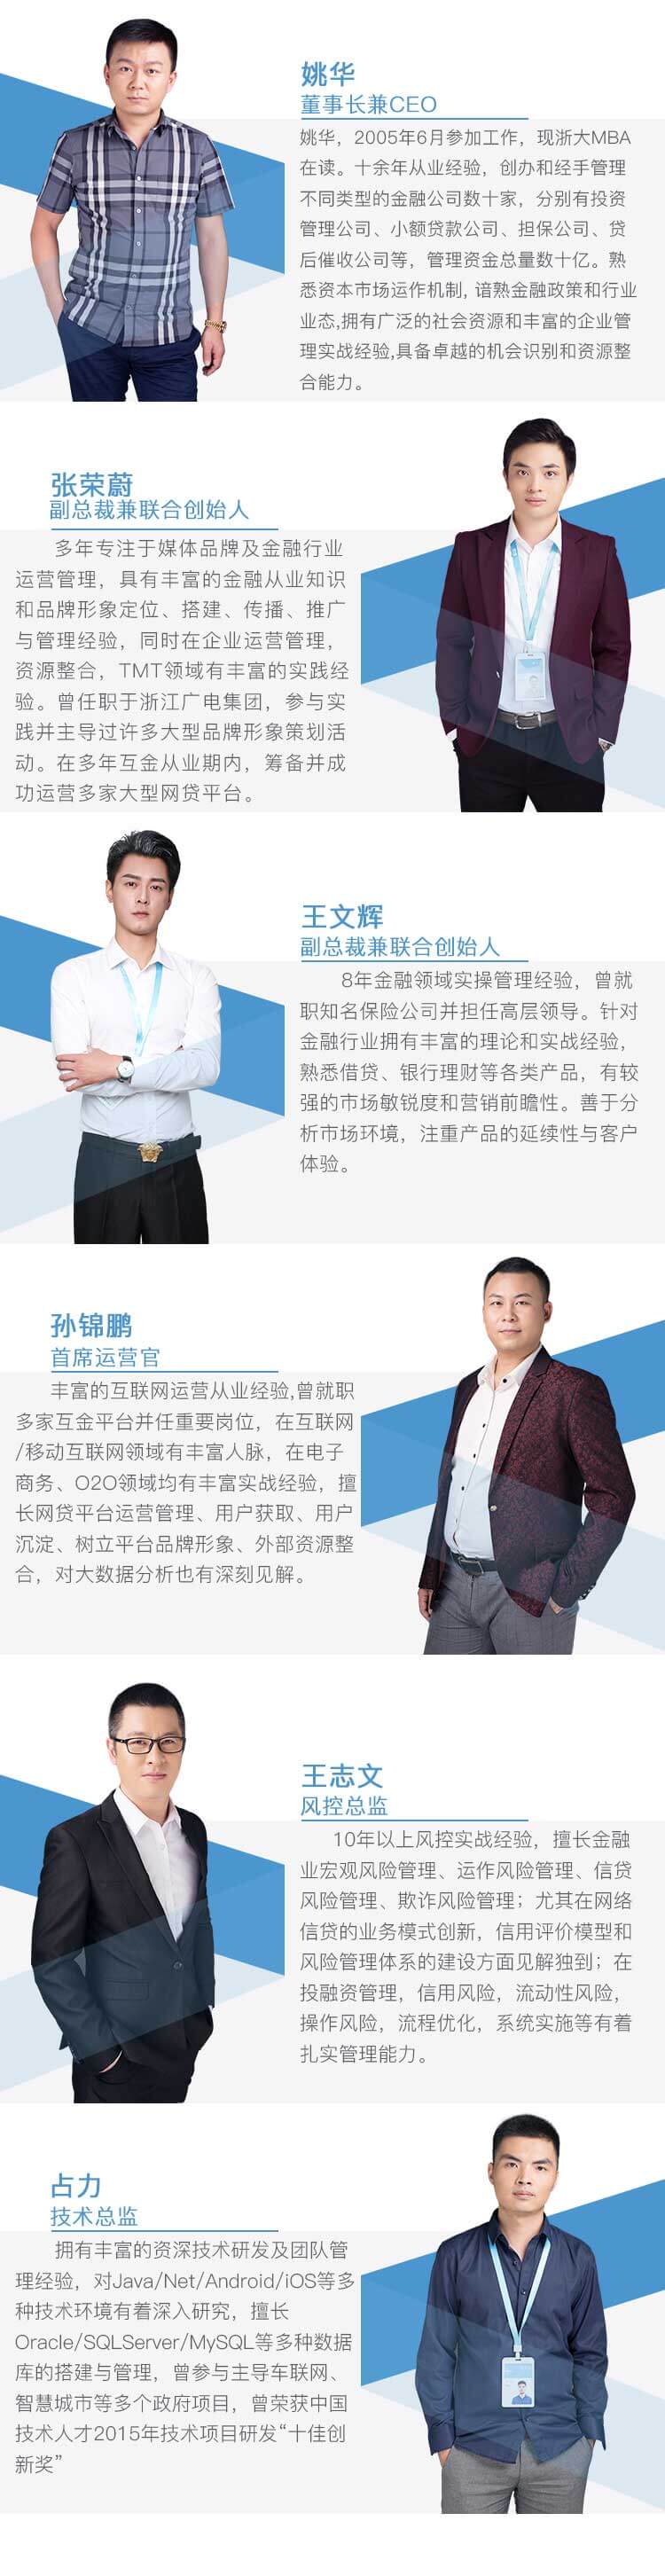 姚华
董事长兼CEO
姚华，2005年6月参加工作，现浙大MBA
在读。十余年从业经验，创办和经手管理
不同类型的金融公司数十家，分别有投资
管理公司、小额贷款公司、担保公司、贷
后催收公司等，管理资金总量数十亿。熟
悉资本市场运作机制, 谙熟金融政策和行业
业态,拥有广泛的社会资源和丰富的企业管
理实战经验,具备卓越的机会识别和资源整
合能力。
张荣蔚
副总裁兼联合创始人
多年专注于媒体品牌及金融行业
运营管理，具有丰富的金融从业知识
和品牌形象定位、搭建、传播、推广
与管理经验，同时在企业运营管理，
资源整合，TMT领域有丰富的实践经
验。曾任职于浙江广电集团，参与实
践并主导过许多大型品牌形象策划活
动。在多年互金从业期内，筹备并成
功运营多家大型网贷平台。
王文辉
副总裁兼联合创始人
8年金融领域实操管理经验，曾就
职知名保险公司并担任高层领导。针对
金融行业拥有丰富的理论和实战经验，
熟悉借贷、银行理财等各类产品，有较
强的市场敏锐度和营销前瞻性。善于分
析市场环境，注重产品的延续性与客户
体验。
孙锦鹏
首席运营官
丰富的互联网运营从业经验,曾就职
多家互金平台并任重要岗位，在互联网
/移动互联网领域有丰富人脉，在电子
商务、O2O领域均有丰富实战经验，擅
长网贷平台运营管理、用户获取、用户
沉淀、树立平台品牌形象、外部资源整
合，对大数据分析也有深刻见解。
王志文
风控总监
10年以上风控实战经验，擅长金融
业宏观风险管理、运作风险管理、信贷
风险管理、欺诈风险管理；尤其在网络
信贷的业务模式创新，信用评价模型和
风险管理体系的建设方面见解独到；在
投融资管理，信用风险，流动性风险，
操作风险，流程优化，系统实施等有着
扎实管理能力。
占力
技术总监
拥有丰富的资深技术研发及团队管
理经验，对Java/Net/Android/iOS等多
种技术环境有着深入研究，擅长
Oracle/SQLServer/MySQL等多种数据
库的搭建与管理，曾参与主导车联网、
智慧城市等多个政府项目，曾荣获中国
技术人才2015年技术项目研发“十佳创
新奖”